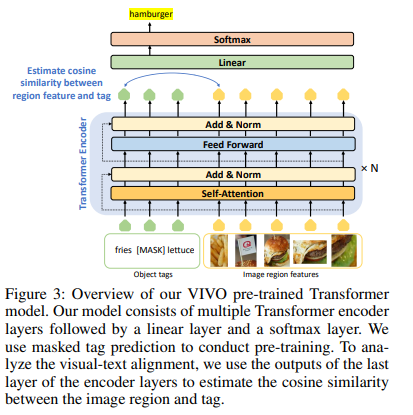 hamburger
Softmax
Linear
Estimate cosine
similarity between
region feature and tag
Transformer Encoder
Add & Norm
Feed Forward
Add & Norm
Self-Attention
× N
fries [MASK] lettuce
Object tags
Image region features
Figure 3: Overview of our VIVO pre-trained Transformer
model. Our model consists of multiple Transformer encoder
layers followed by a linear layer and a softmax layer. We
use masked tag prediction to conduct pre-training. To ana-
lyze the visual-text alignment, we use the outputs of the last
layer of the encoder layers to estimate the cosine similarity
between the image region and tag.